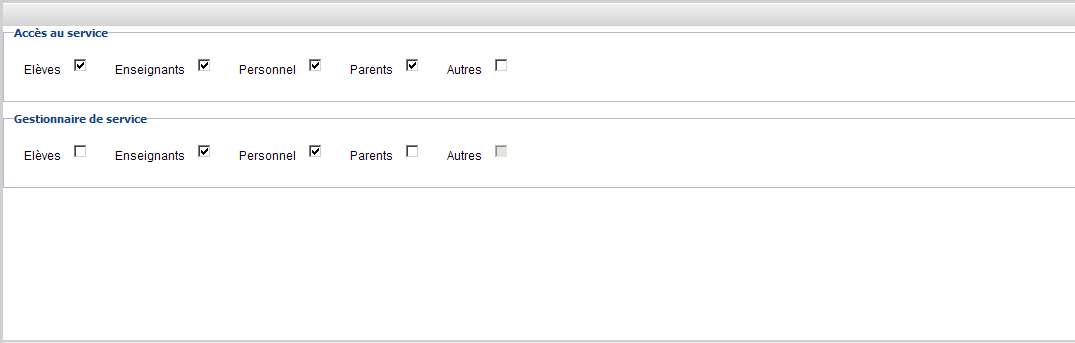 Accès au service
Elèves Enseignants Personnel Parents Autres
Gestionnaire de service
Elèves Enseignants Personnel Parents Autres